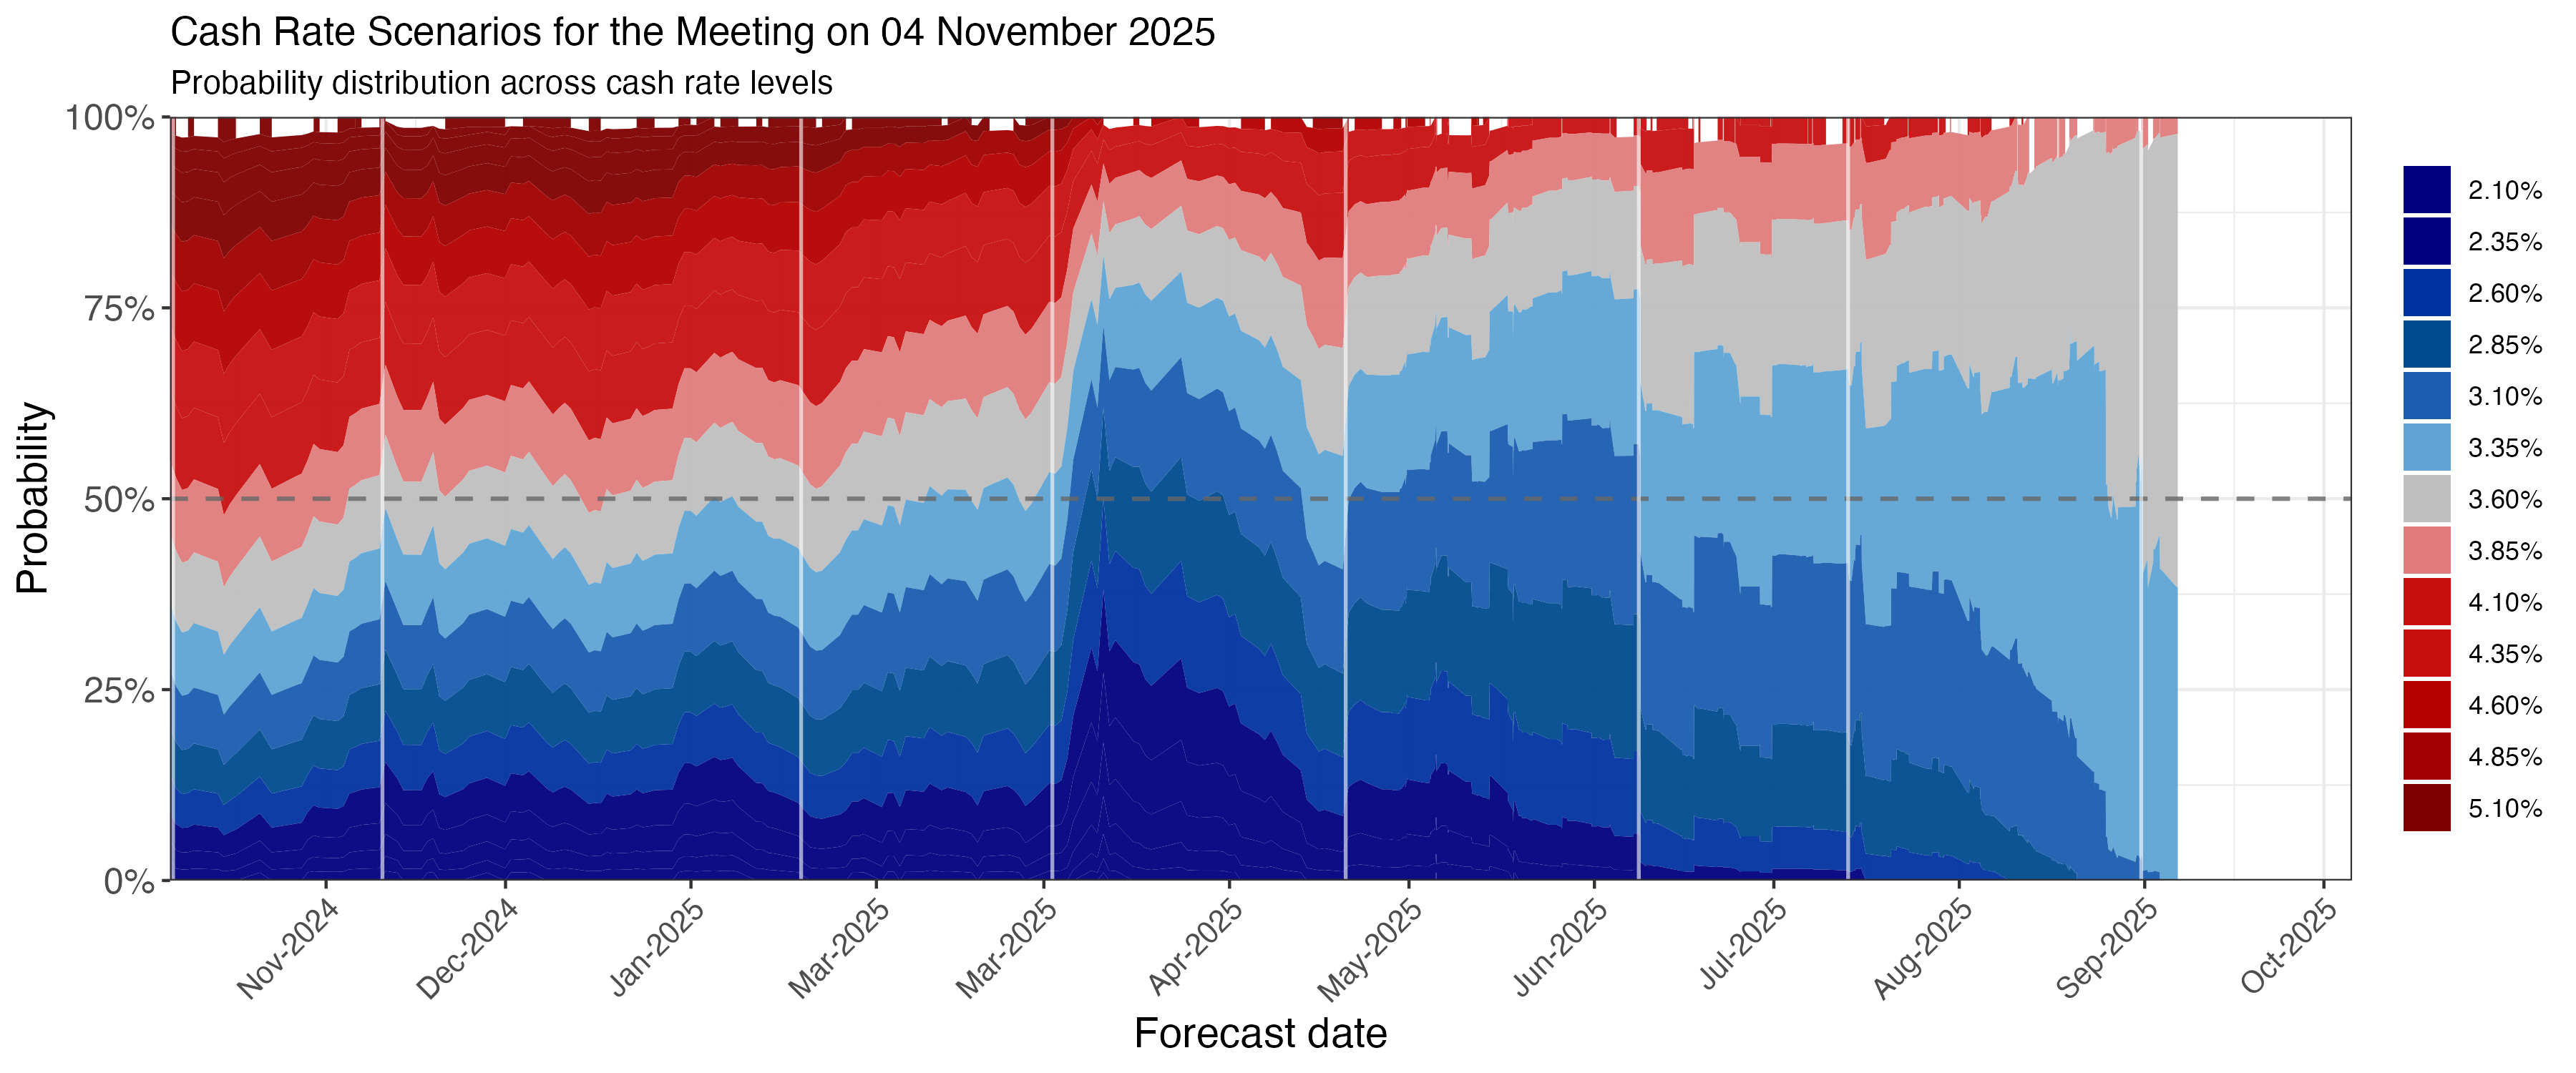 Cash Rate Scenarios for the Meeting on 04 November 2025
Probability distribution across cash rate levels
Probability
100%
75%
50%
25%
0%
Nov-2024
Dec-2024
Jan-2025
Mar-2025
Mar-2025
Apr-2025
May-2025
Jun-2025
Jul-2025
Aug-2025
Sep-2025
Oct-2025
Forecast date
2.10%
2.35%
2.60%
2.85%
3.10%
3.35%
3.60%
3.85%
4.10%
4.35%
4.60%
4.85%
5.10%